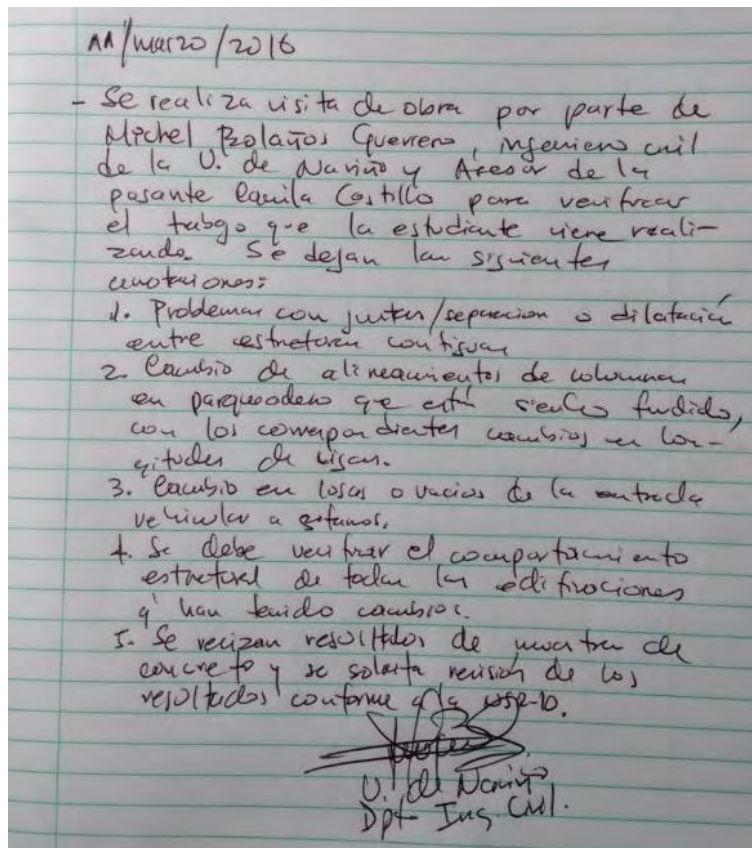 11/marzo/2016
- Se realiza visita de obra por parte de
Michel Bolaños Guerrero, ingeniero civil
de la U. de Nariño y Asesor de la
pasante Camila Castillo para verificar
el trabajo que la estudiante viene reali-
zando. Se dejan las siguientes
anotaciones:
1. Problemas con juntas/separacion o dilatación
entre estructuras contiguas
2. Cambio de alineamientos de columnas
en parqueadero que está siendo fundido,
con los correspondientes cambios en lon-
gitudes de vigas.
3. Cambio en losas o vacios de la entrada
vehicular a sotanos.
4. Se debe verificar el comportamiento
estructural de todas las edificaciones
q' han tenido cambios.
5. Se revizan resultados de muestra de
concreto y se solicita revisión de los
resultados conforme a la NSR-10.
U. de Nariño
Dpt Ing. Civil.